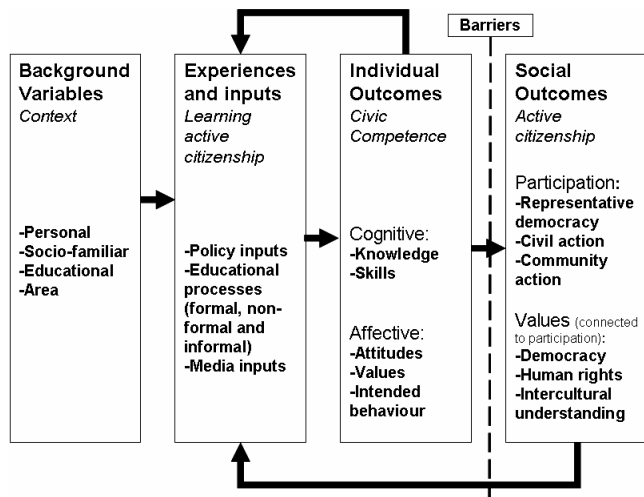 Barriers
Background
Variables
Context
-Personal
-Socio-familiar
-Educational
-Area
Experiences
and inputs
Learning
active
citizenship
-Policy inputs
-Educational
processes
(formal, non-
formal and
informal)
-Media inputs
Individual
Outcomes
Civic
Competence
Cognitive:
-Knowledge
-Skills
Affective:
-Attitudes
-Values
-Intended
behaviour
Social
Outcomes
Active
citizenship
Participation:
-Representative
democracy
-Civil action
-Community
action
Values (connected
to participation):
-Democracy
-Human rights
-Intercultural
understanding